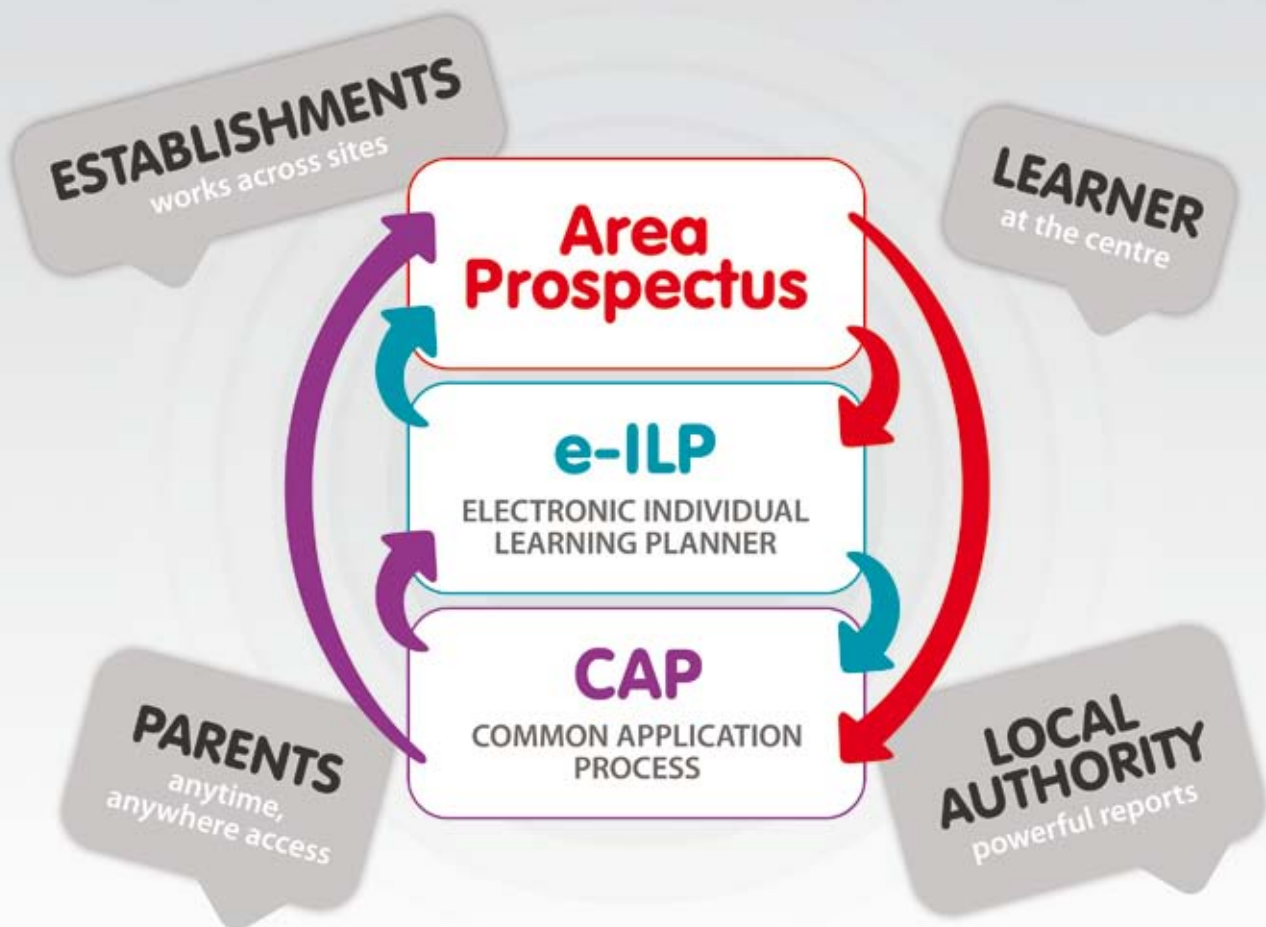 ESTABLISHMENTS
works across sites
LEARNER
at the centre
Area
Prospectus
e-ILP
ELECTRONIC INDIVIDUAL
LEARNING PLANNER
CAP
COMMON APPLICATION
PROCESS
PARENTS
anytime,
anywhere access
LOCAL
AUTHORITY
powerful reports